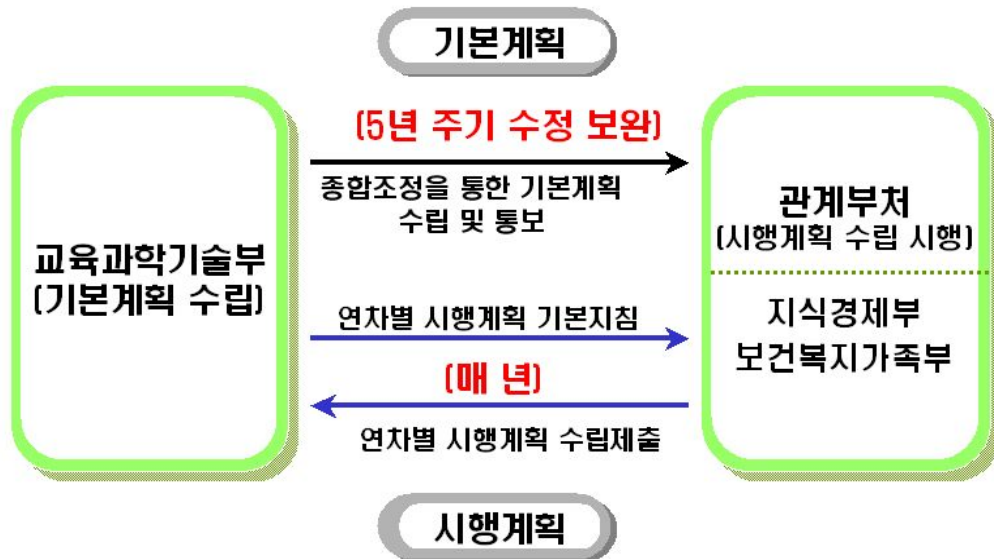 기본계획
(5년 주기 수정 보완)
종합조정을 통한 기본계획
수립 및 통보
교육과학기술부
(기본계획 수립)
관계부처
(시행계획 수립 시행)
지식경제부
보건복지가족부
연차별 시행계획 기본지침
(매 년)
연차별 시행계획 수립제출
시행계획